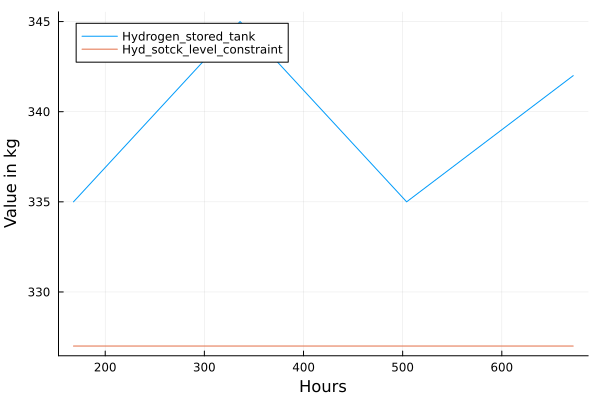 345
340
335
330
Value in kg
Hydrogen_stored_tank
Hyd_sotck_level_constraint
200 300 400 500 600
Hours